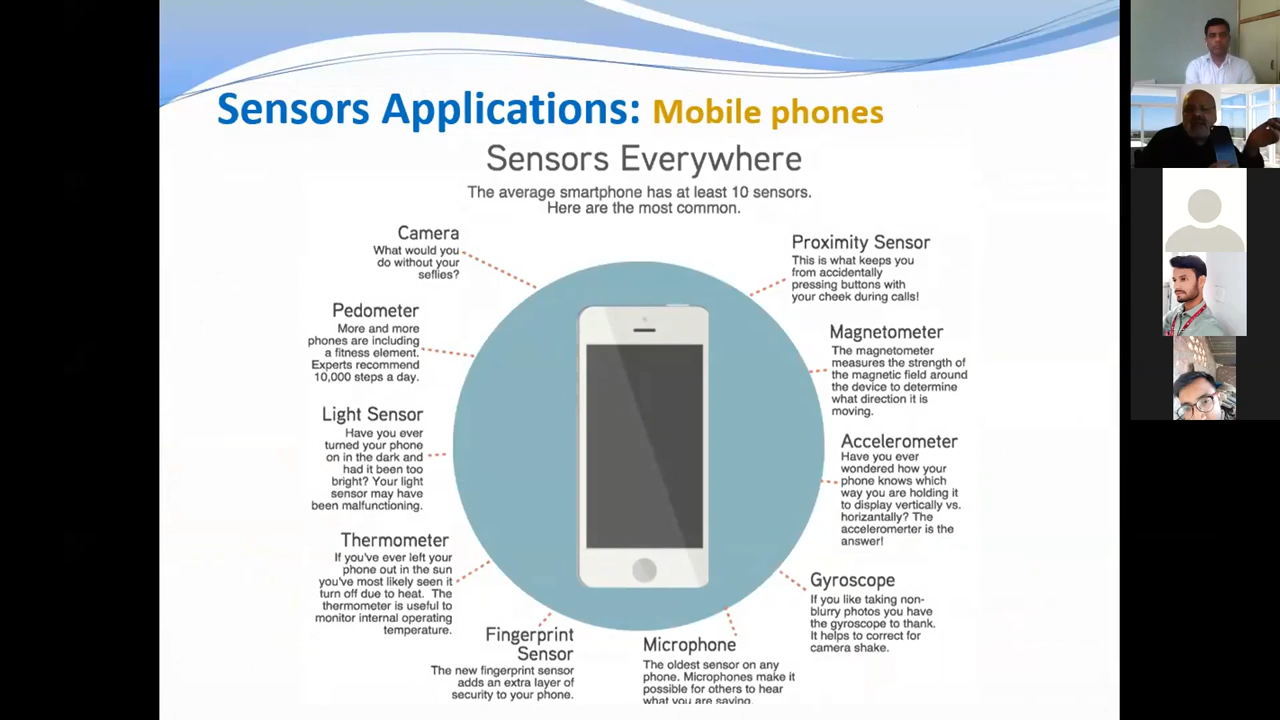 Sensors Applications: Mobile phones
Sensors Everywhere
The average smartphone has at least 10 sensors.
Here are the most common.
Camera
What would you
do without your
seflies?
Pedometer
More and more
phones are including
a fitness element.
Experts recommend
10,000 steps a day.
Light Sensor
Have you ever
turned your phone
on in the dark and
had it been too
bright? Your light
sensor may have
been malfunctioning.
Thermometer
If you've ever left your
phone out in the sun
you've most likely seen it
turn off due to heat. The
thermometer is useful to
monitor internal operating
temperature.
Fingerprint
Sensor
The new fingerprint sensor
adds an extra layer of
security to your phone.
Microphone
The oldest sensor on any
phone. Microphones make it
possible for others to hear
what you are saying.
Proximity Sensor
This is what keeps you
from accidentally
pressing buttons with
your cheek during calls!
Magnetometer
The magnetometer
measures the strength of
the magnetic field around
the device to determine
what direction it is
moving.
Accelerometer
Have you ever
wondered how your
phone knows which
way you are holding it
to display vertically vs.
horizantally? The
acceleromerter is the
answer!
Gyroscope
If you like taking non-
blurry photos you have
the gyroscope to thank.
It helps to correct for
camera shake.